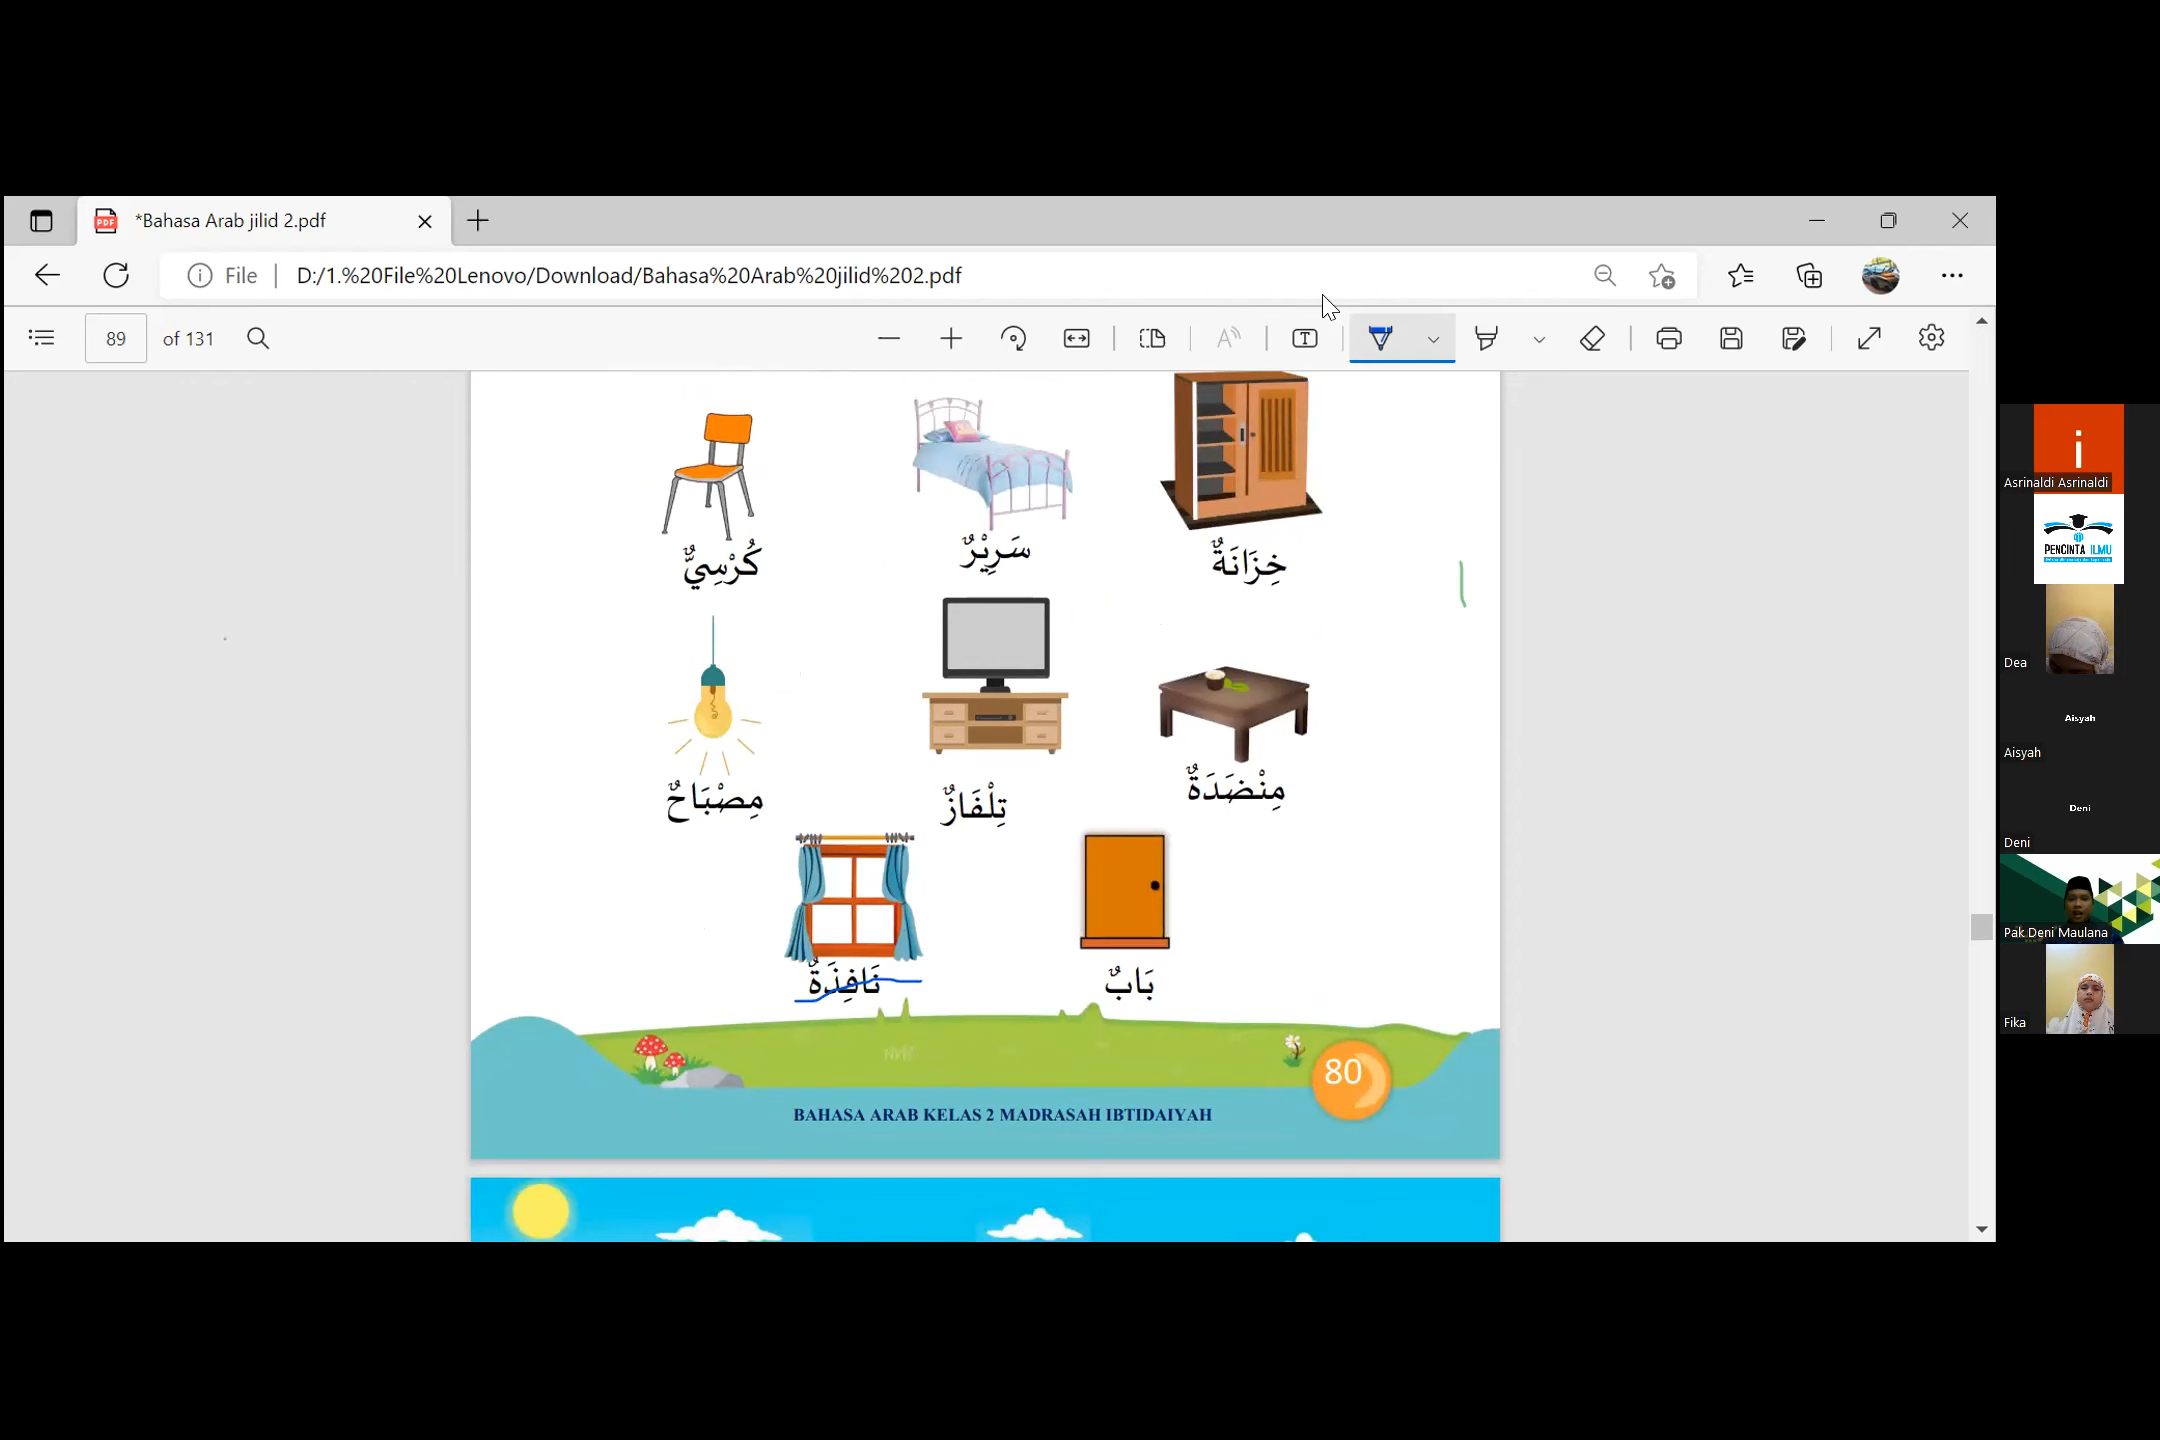 *Bahasa Arab jilid 2.pdf
File
D:/1.%20File%20Lenovo/Download/Bahasa%20Arab%20jilid%202.pdf
89 of 131
خِزَانَةٌ
سَرِيْرٌ
كُرْسِيٌّ
مِنْضَدَةٌ
تِلْفَازٌ
مِصْبَاحٌ
بَابٌ
نَافِذَةٌ
80
BAHASA ARAB KELAS 2 MADRASAH IBTIDAIYAH
i
Asrinaldi Asrinaldi
PENCINTA ILMU
Dea
Aisyah
Aisyah
Deni
Deni
Pak Deni Maulana
Fika